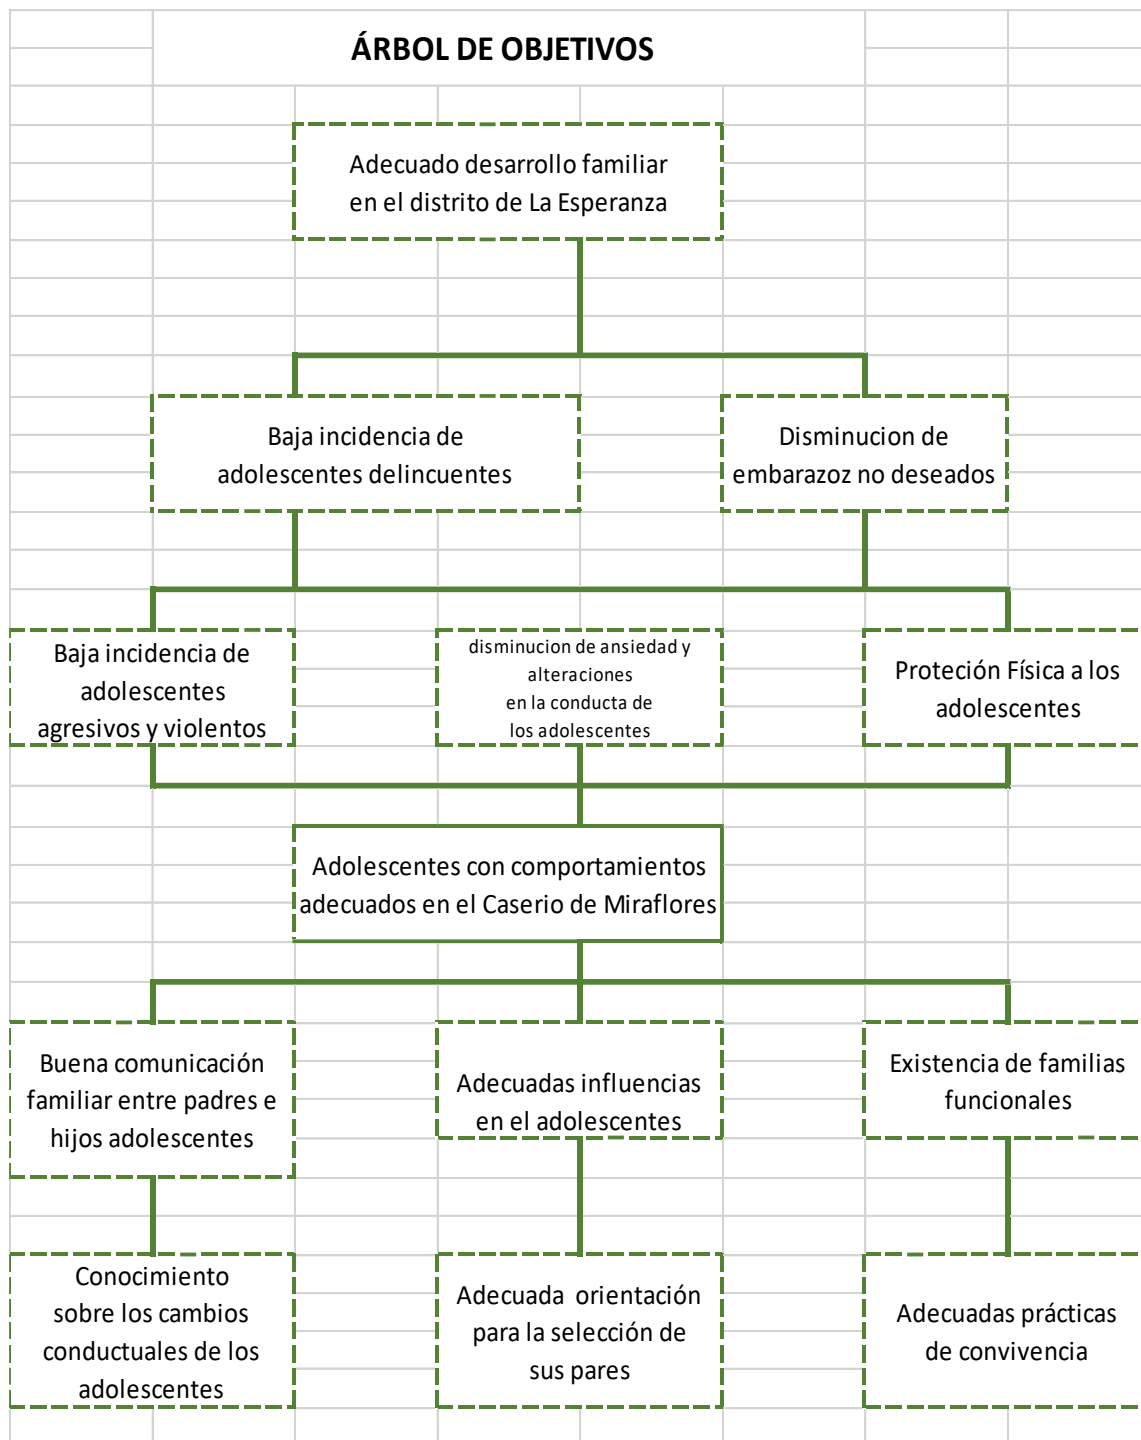 ÁRBOL DE OBJETIVOS
Adecuado desarrollo familiar
en el distrito de La Esperanza
Baja incidencia de
adolescentes delincuentes
Disminucion de
embarazoz no deseados
Baja incidencia de
adolescentes
agresivos y violentos
disminucion de ansiedad y
alteraciones
en la conducta de
los adolescentes
Proteción Física a los
adolescentes
Adolescentes con comportamientos
adecuados en el Caserio de Miraflores
Buena comunicación
familiar entre padres e
hijos adolescentes
Adecuadas influencias
en el adolescentes
Existencia de familias
funcionales
Conocimiento
sobre los cambios
conductuales de los
adolescentes
Adecuada orientación
para la selección de
sus pares
Adecuadas prácticas
de convivencia